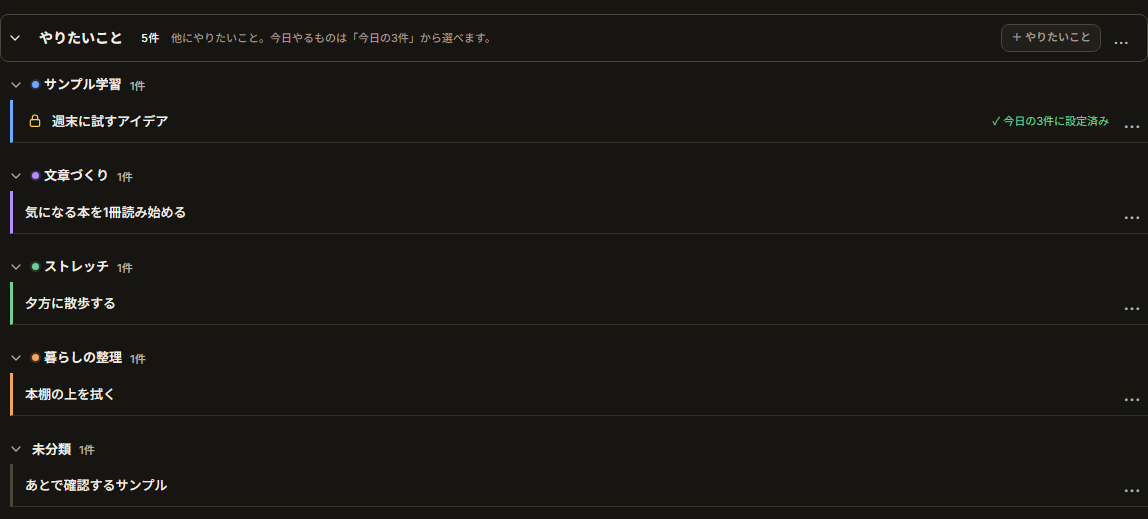 やりたいこと 5件 他にやりたいこと。今日やるものは「今日の3件」から選べます。 + やりたいこと ...
サンプル学習 1件
週末に試すアイデア ✓ 今日の3件に設定済み ...
文章づくり 1件
気になる本を1冊読み始める ...
ストレッチ 1件
夕方に散歩する ...
暮らしの整理 1件
本棚の上を拭く ...
未分類 1件
あとで確認するサンプル ...